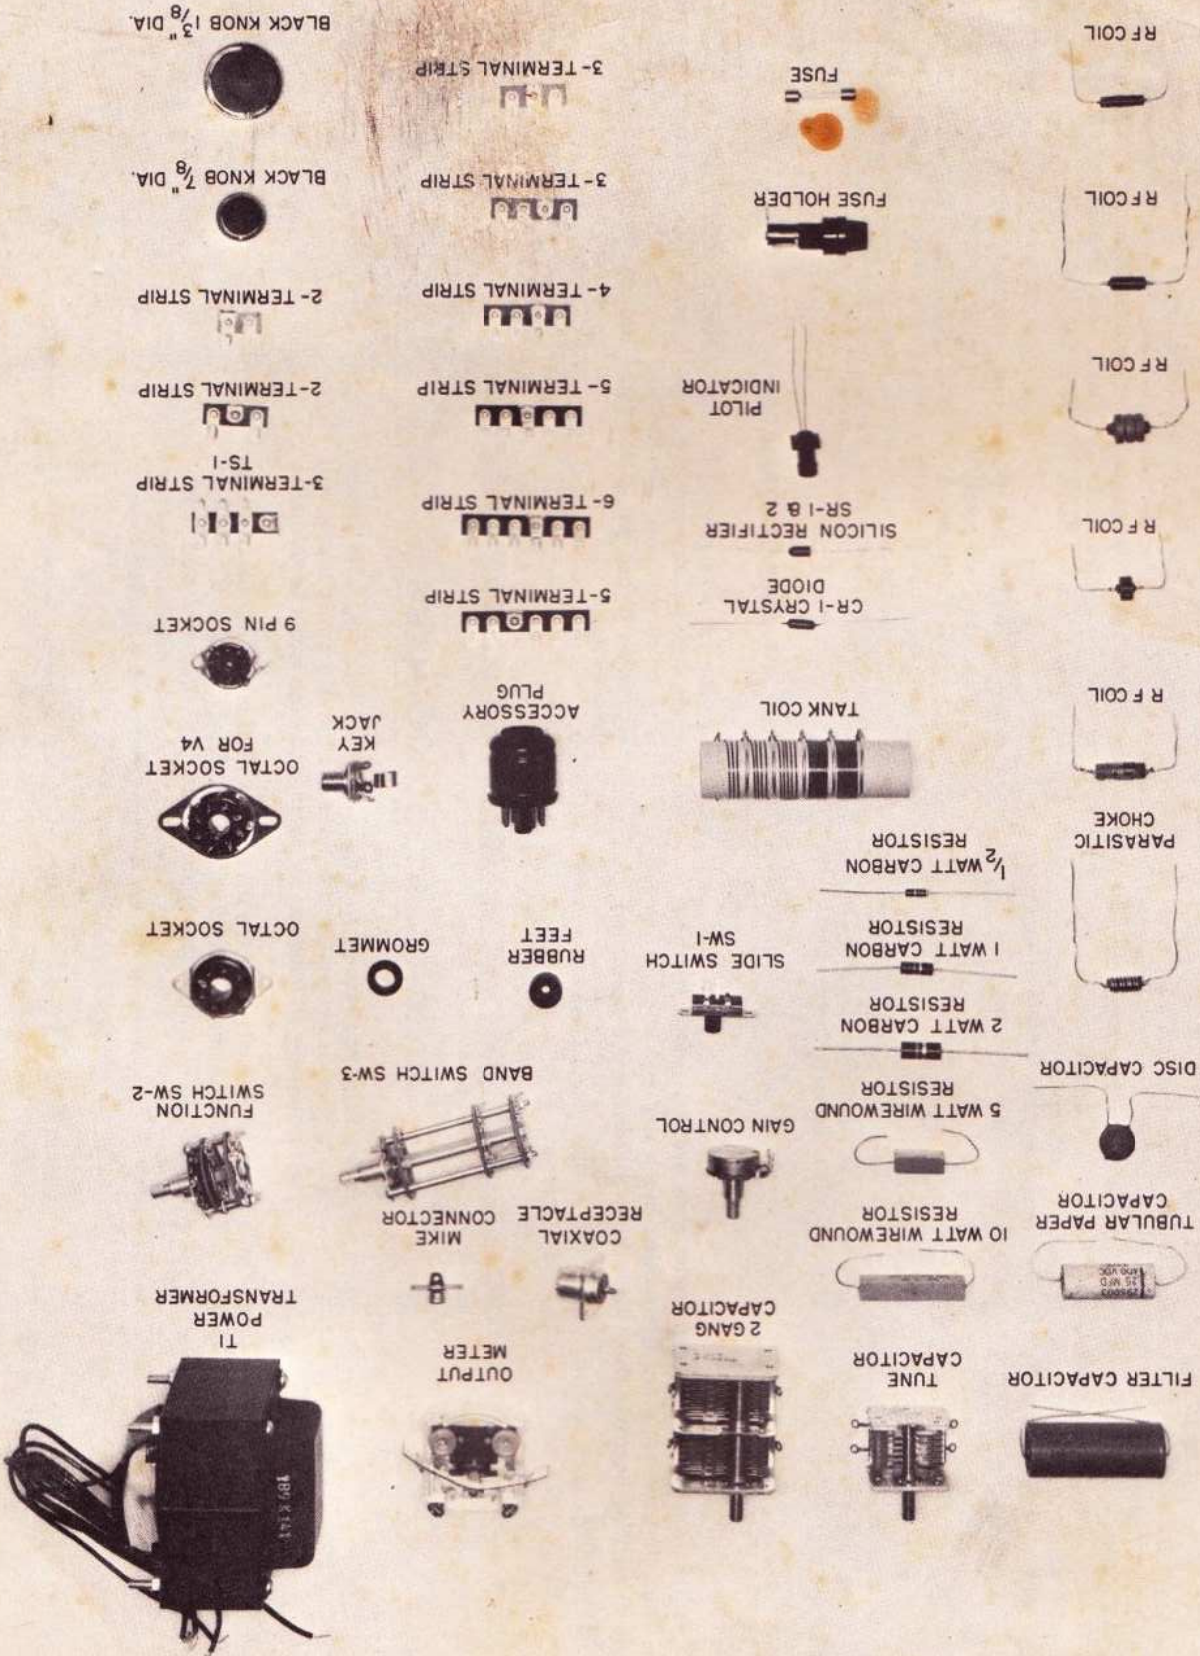 FILTER CAPACITOR
TUNE
CAPACITOR
2 GANG
CAPACITOR
OUTPUT
METER
189 K 141
T1
POWER
TRANSFORMER
25 MFD
400 VDC
TUBULAR PAPER
CAPACITOR
10 WATT WIREWOUND
RESISTOR
GAIN CONTROL
COAXIAL
RECEPTACLE
MIKE
CONNECTOR
BAND SWITCH SW-3
FUNCTION
SWITCH SW-2
DISC CAPACITOR
5 WATT WIREWOUND
RESISTOR
2 WATT CARBON
RESISTOR
1 WATT CARBON
RESISTOR
1/2 WATT CARBON
RESISTOR
SLIDE SWITCH
SW-1
RUBBER
FEET
GROMMET
OCTAL SOCKET
PARASITIC
CHOKE
TANK COIL
ACCESSORY
PLUG
KEY
JACK
OCTAL SOCKET
FOR V4
R F COIL
CR-1 CRYSTAL
DIODE
5-TERMINAL STRIP
9 PIN SOCKET
R F COIL
SILICON RECTIFIER
SR-1 & 2
6-TERMINAL STRIP
3-TERMINAL STRIP
TS-1
R F COIL
PILOT
INDICATOR
5-TERMINAL STRIP
2-TERMINAL STRIP
R F COIL
FUSE HOLDER
4-TERMINAL STRIP
2-TERMINAL STRIP
R F COIL
FUSE
3-TERMINAL STRIP
BLACK KNOB 7/8" DIA.
3-TERMINAL STRIP
BLACK KNOB 1 3/8" DIA.